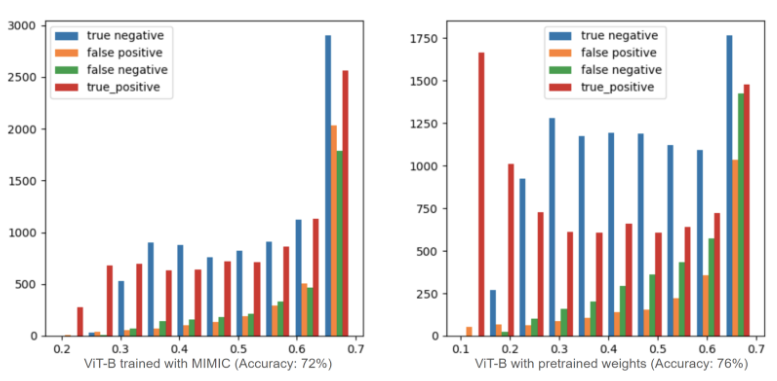 3000
2500
2000
1500
1000
500
0
true negative
false positive
false negative
true_positive
0.2 0.3 0.4 0.5 0.6 0.7
ViT-B trained with MIMIC (Accuracy: 72%)
1750
1500
1250
1000
750
500
250
0
true negative
false positive
false negative
true_positive
0.1 0.2 0.3 0.4 0.5 0.6 0.7
ViT-B with pretrained weights (Accuracy: 76%)